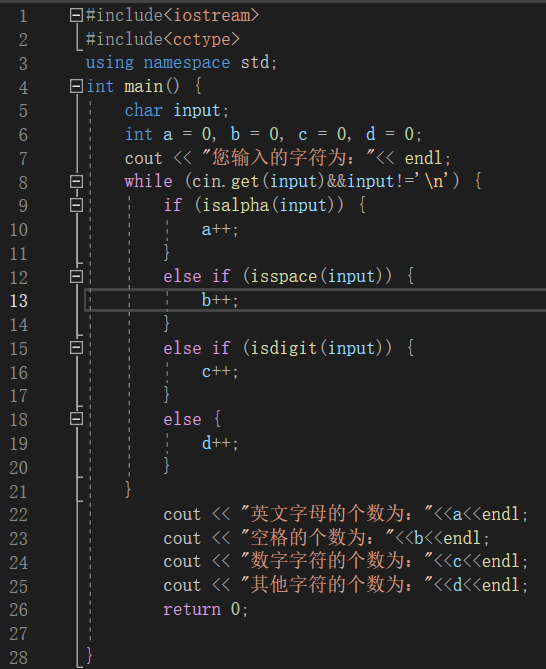 1 #include<iostream>
2 #include<cctype>
3 using namespace std;
4 int main() {
5 char input;
6 int a = 0, b = 0, c = 0, d = 0;
7 cout << "您输入的字符为："<< endl;
8 while (cin.get(input)&&input!='\n') {
9 if (isalpha(input)) {
10 a++;
11 }
12 else if (isspace(input)) {
13 b++;
14 }
15 else if (isdigit(input)) {
16 c++;
17 }
18 else {
19 d++;
20 }
21 }
22 cout << "英文字母的个数为："<<a<<endl;
23 cout << "空格的个数为："<<b<<endl;
24 cout << "数字字符的个数为："<<c<<endl;
25 cout << "其他字符的个数为："<<d<<endl;
26 return 0;
27
28 }